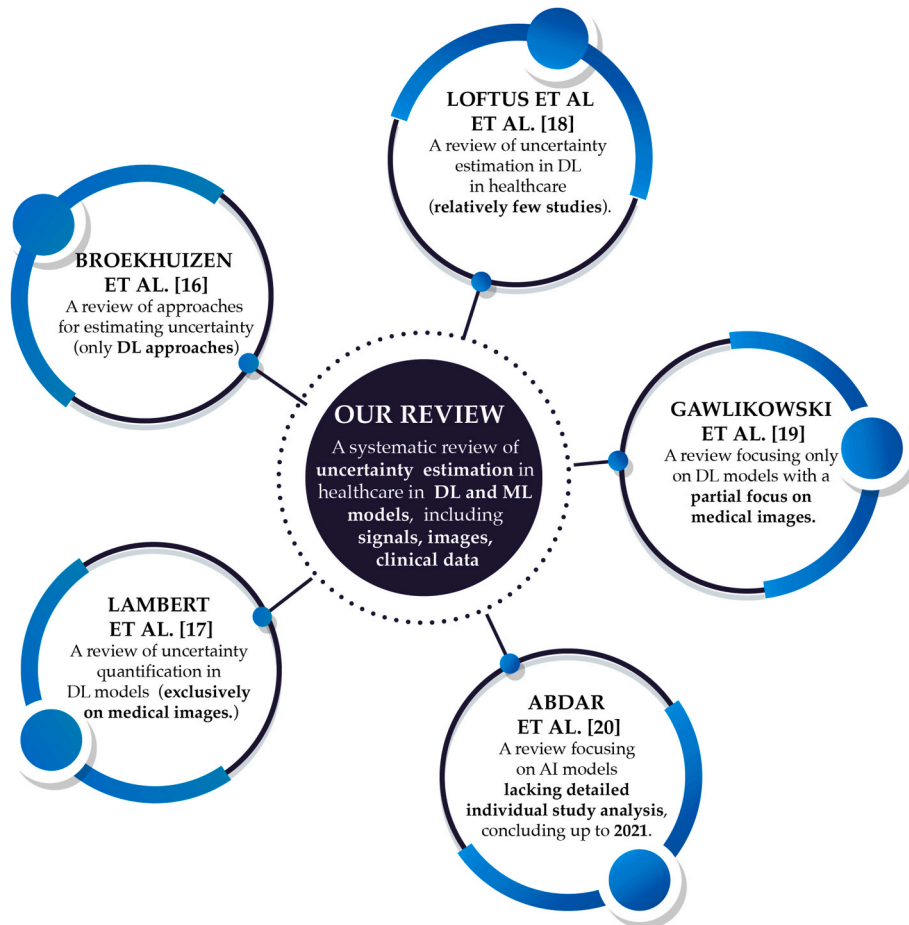 LOFTUS ET AL
ET AL. [18]
A review of uncertainty
estimation in DL
in healthcare
(relatively few studies).
BROEKHUIZEN
ET AL. [16]
A review of approaches
for estimating uncertainty
(only DL approaches)
OUR REVIEW
A systematic review of
uncertainty estimation in
healthcare in DL and ML
models, including
signals, images,
clinical data
GAWLIKOWSKI
ET AL. [19]
A review focusing only
on DL models with a
partial focus on
medical images.
LAMBERT
ET AL. [17]
A review of uncertainty
quantification in
DL models (exclusively
on medical images.)
ABDAR
ET AL. [20]
A review focusing
on AI models
lacking detailed
individual study analysis,
concluding up to 2021.